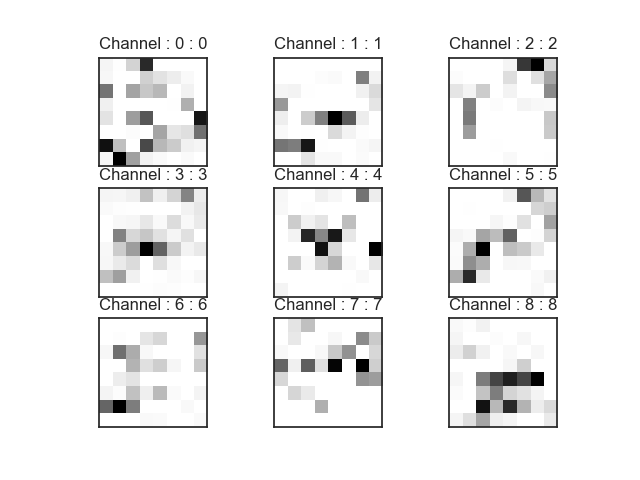 Channel : 0 : 0
Channel : 1 : 1
Channel : 2 : 2
Channel : 3 : 3
Channel : 4 : 4
Channel : 5 : 5
Channel : 6 : 6
Channel : 7 : 7
Channel : 8 : 8